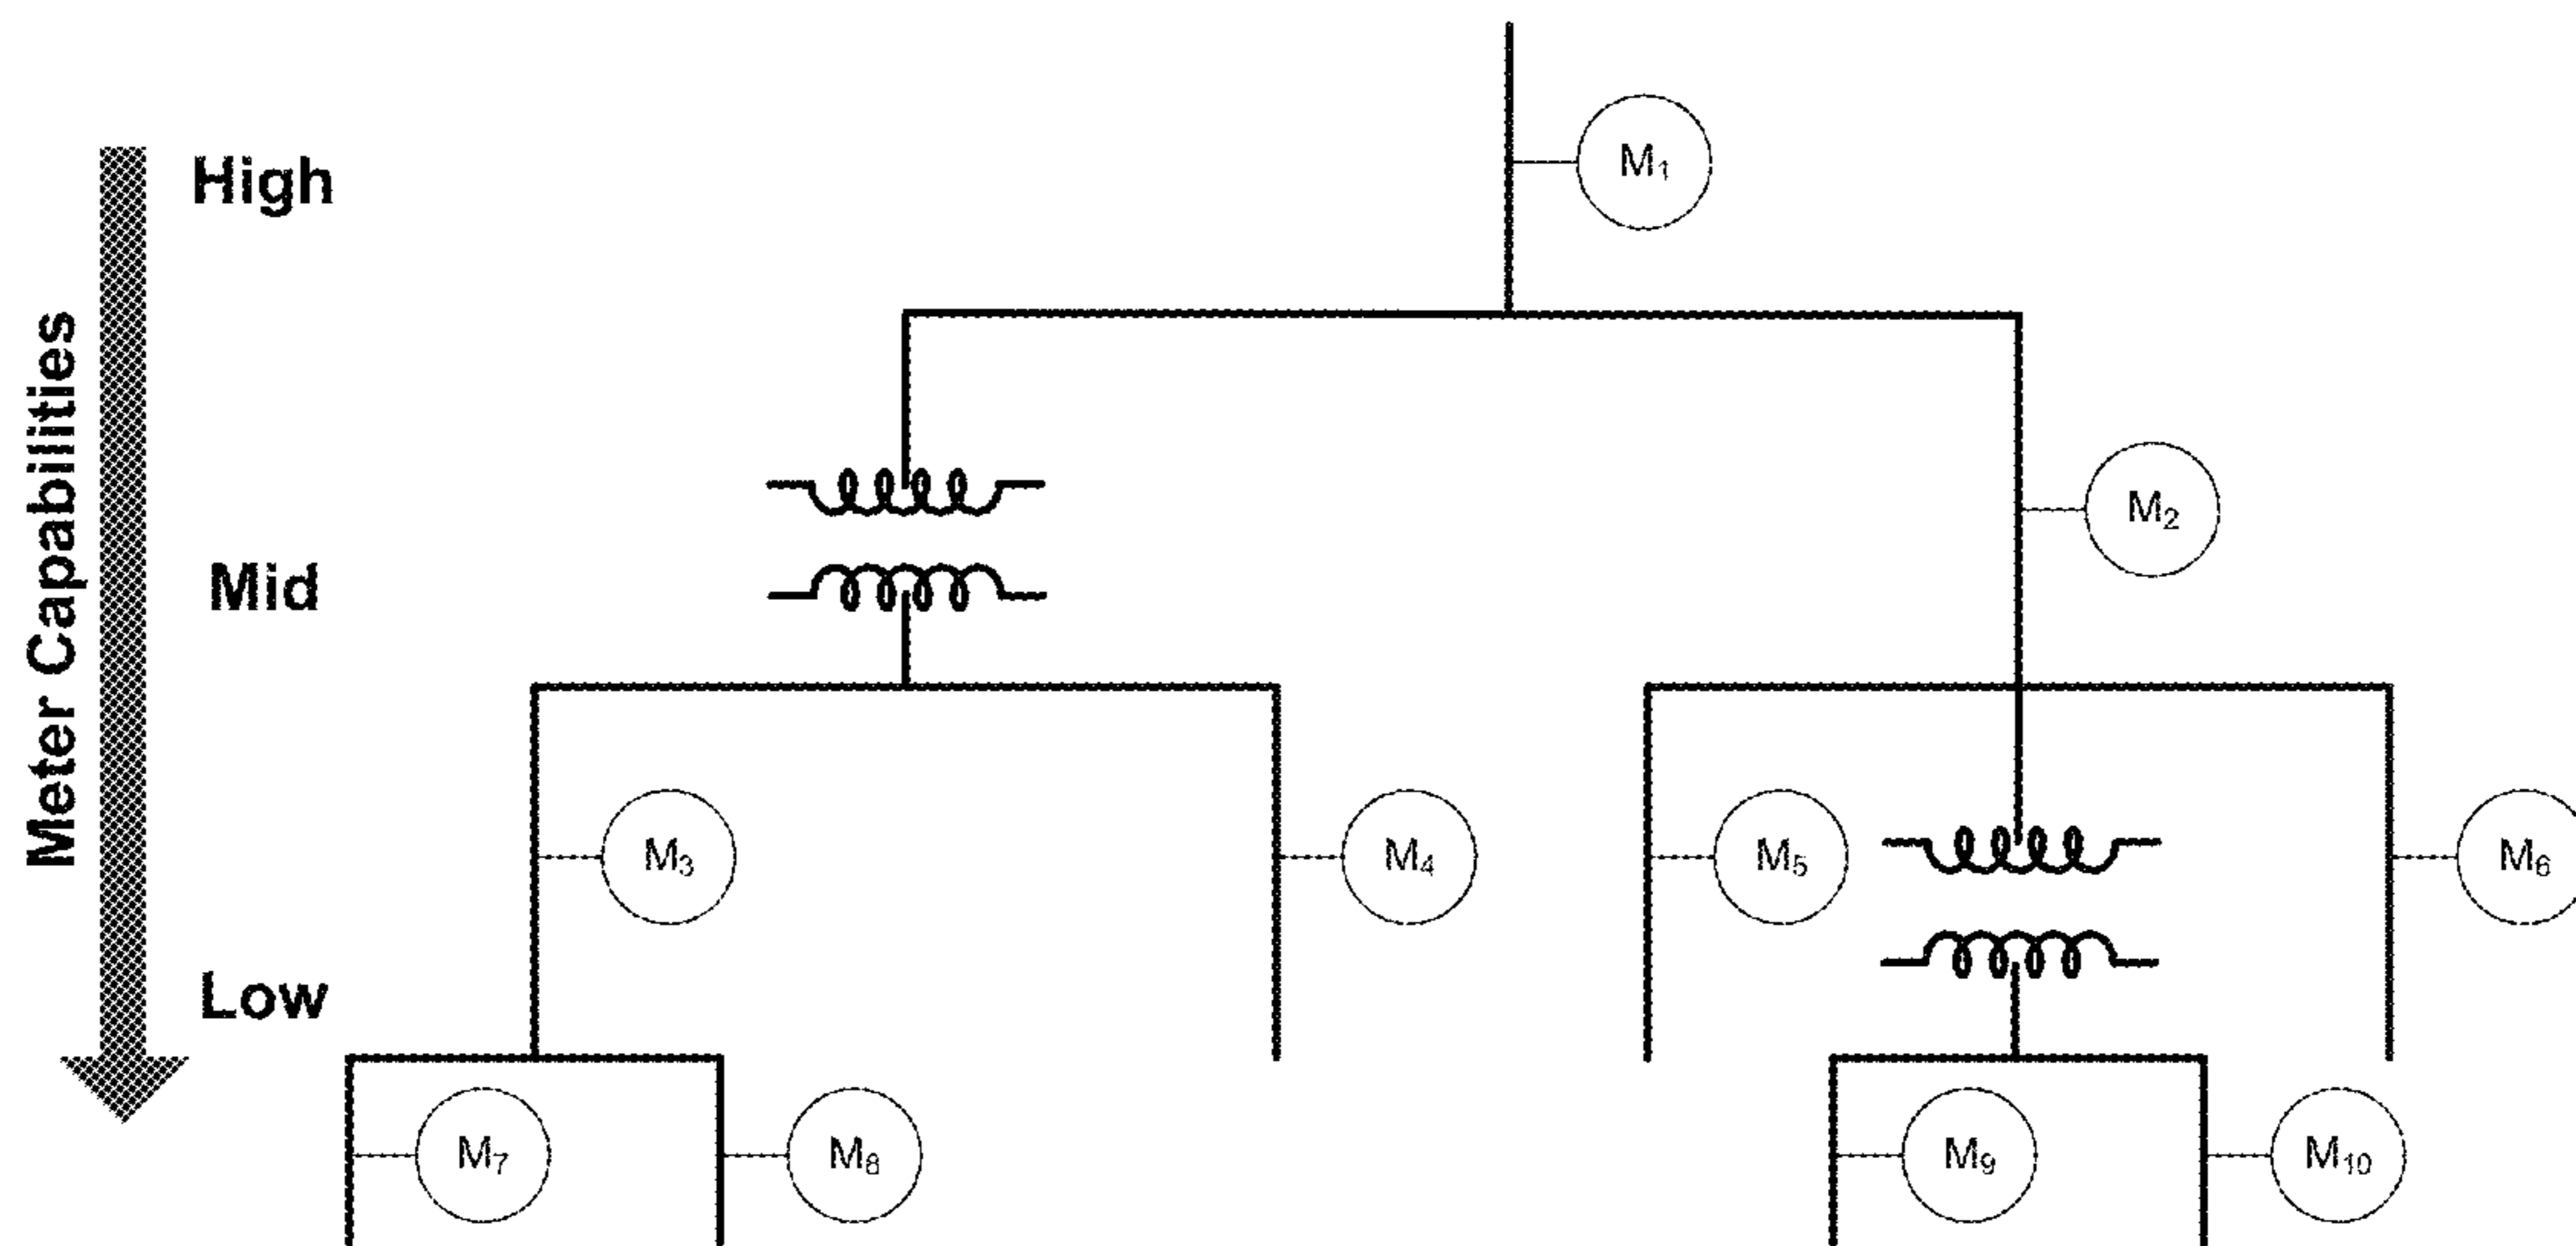 High
M₁
Meter Capabilities
Mid
M₂
M₃
M₄
M₅
M₆
Low
M₇
M₈
M₉
M₁₀